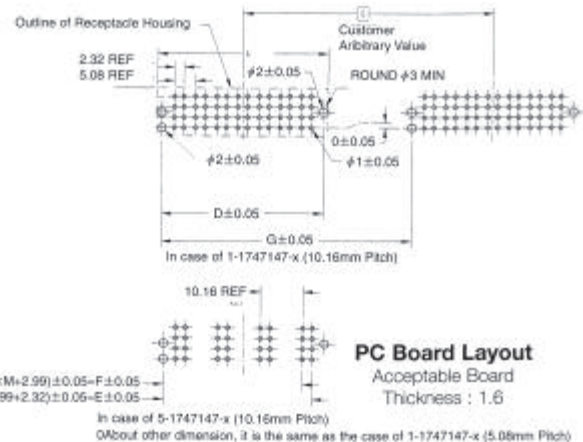 Outline of Receptacle Housing
Customer
Aribitrary Value
2.32 REF
5.08 REF
ϕ2±0.05
ROUND ϕ3 MIN
0±0.05
ϕ2±0.05
ϕ1±0.05
D±0.05
G±0.05
In case of 1-1747147-x (10.16mm Pitch)
10.16 REF
PC Board Layout
Acceptable Board
Thickness : 1.6
M+2.99)±0.05=F±0.05
99+2.32)±0.05=E±0.05
In case of 5-1747147-x (10.16mm Pitch)
0About other dimension, it is the same as the case of 1-1747147-x (5.08mm Pitch)